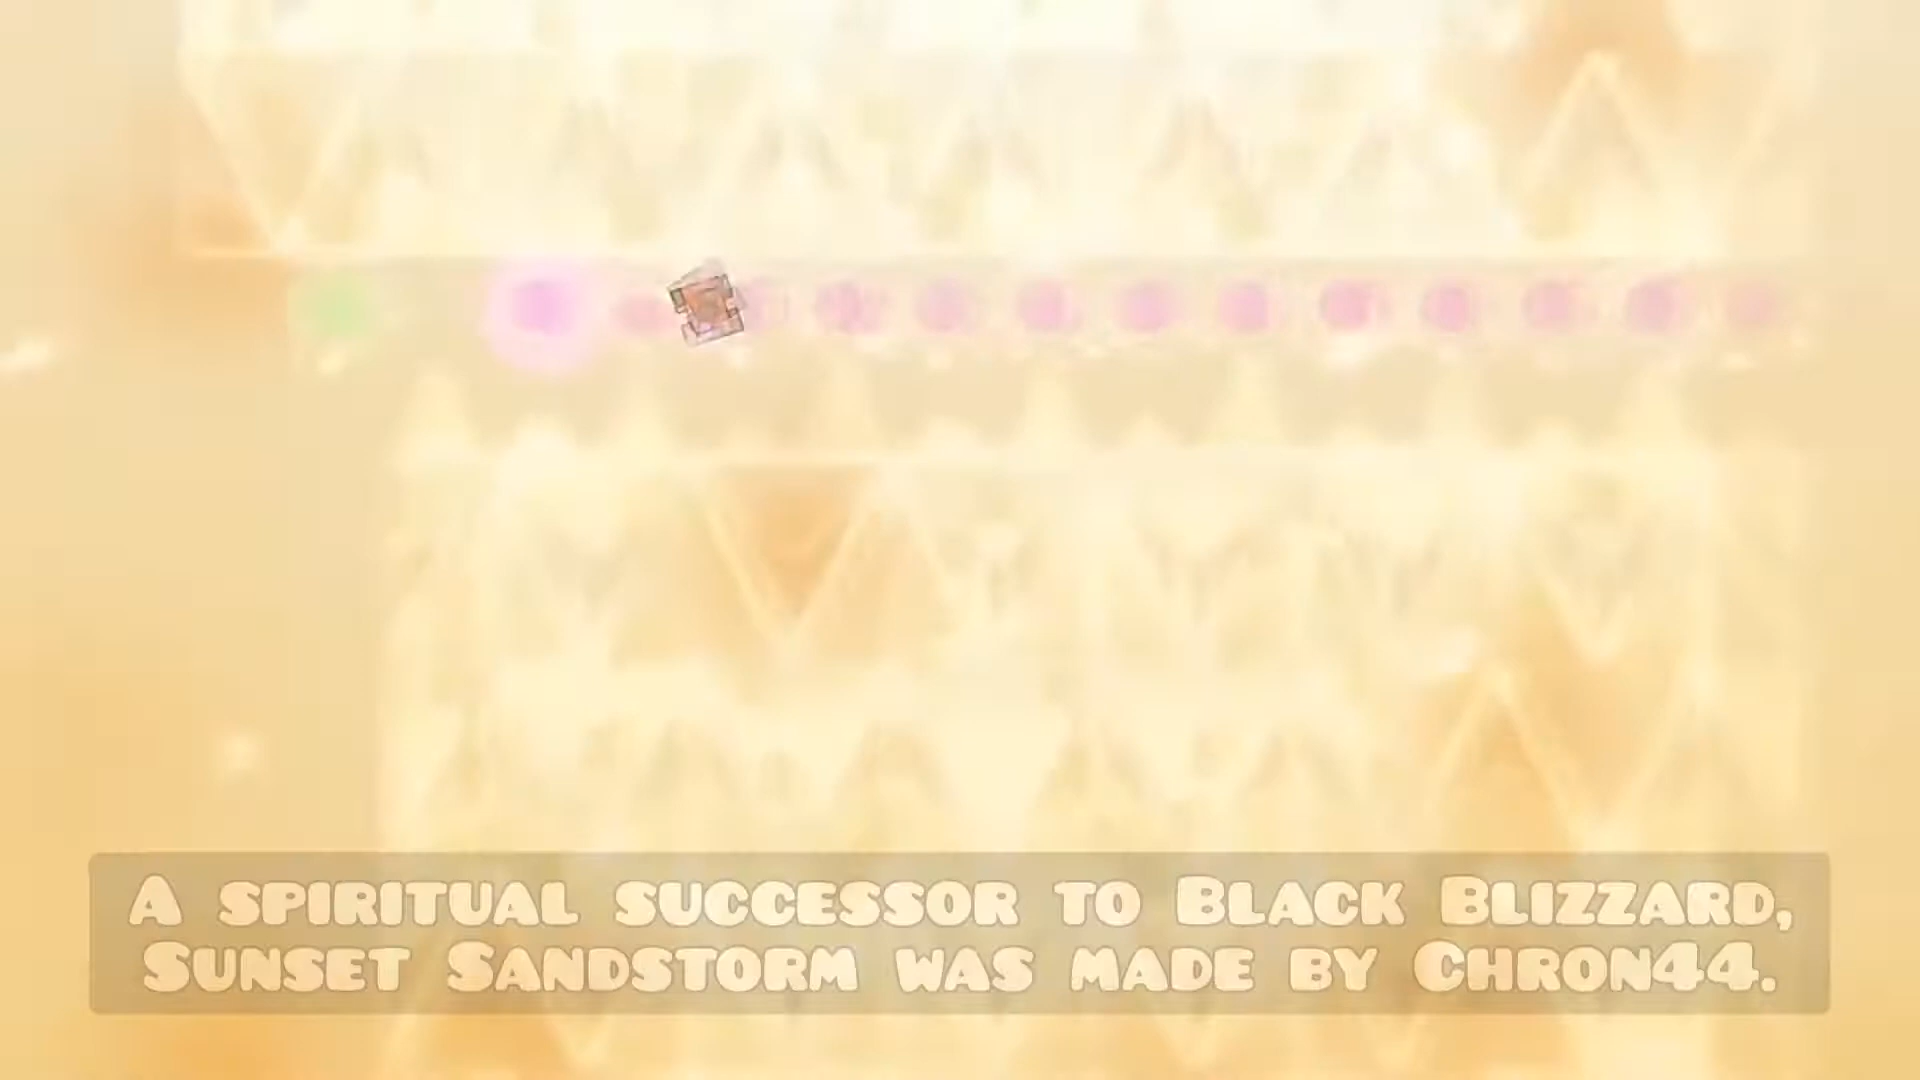 A spiritual successor to Black Blizzard,
Sunset Sandstorm was made by Chron44.